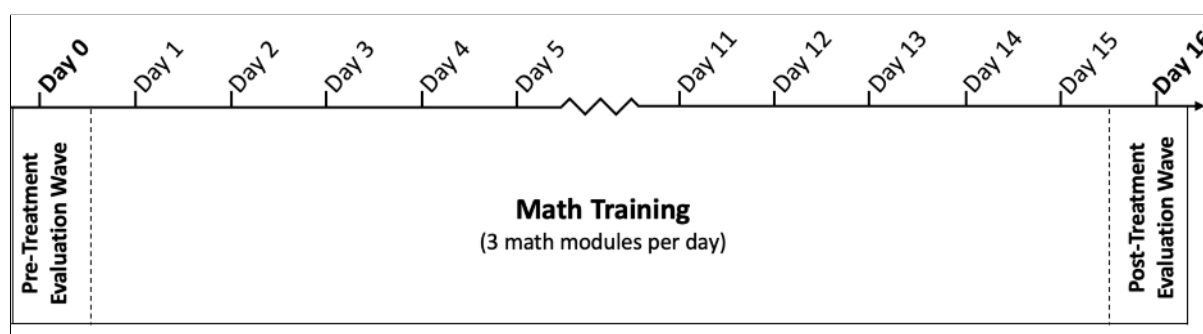 Day 0
Day 1
Day 2
Day 3
Day 4
Day 5
Day 11
Day 12
Day 13
Day 14
Day 15
Day 16
Pre-Treatment
Evaluation Wave
Math Training
(3 math modules per day)
Post-Treatment
Evaluation Wave